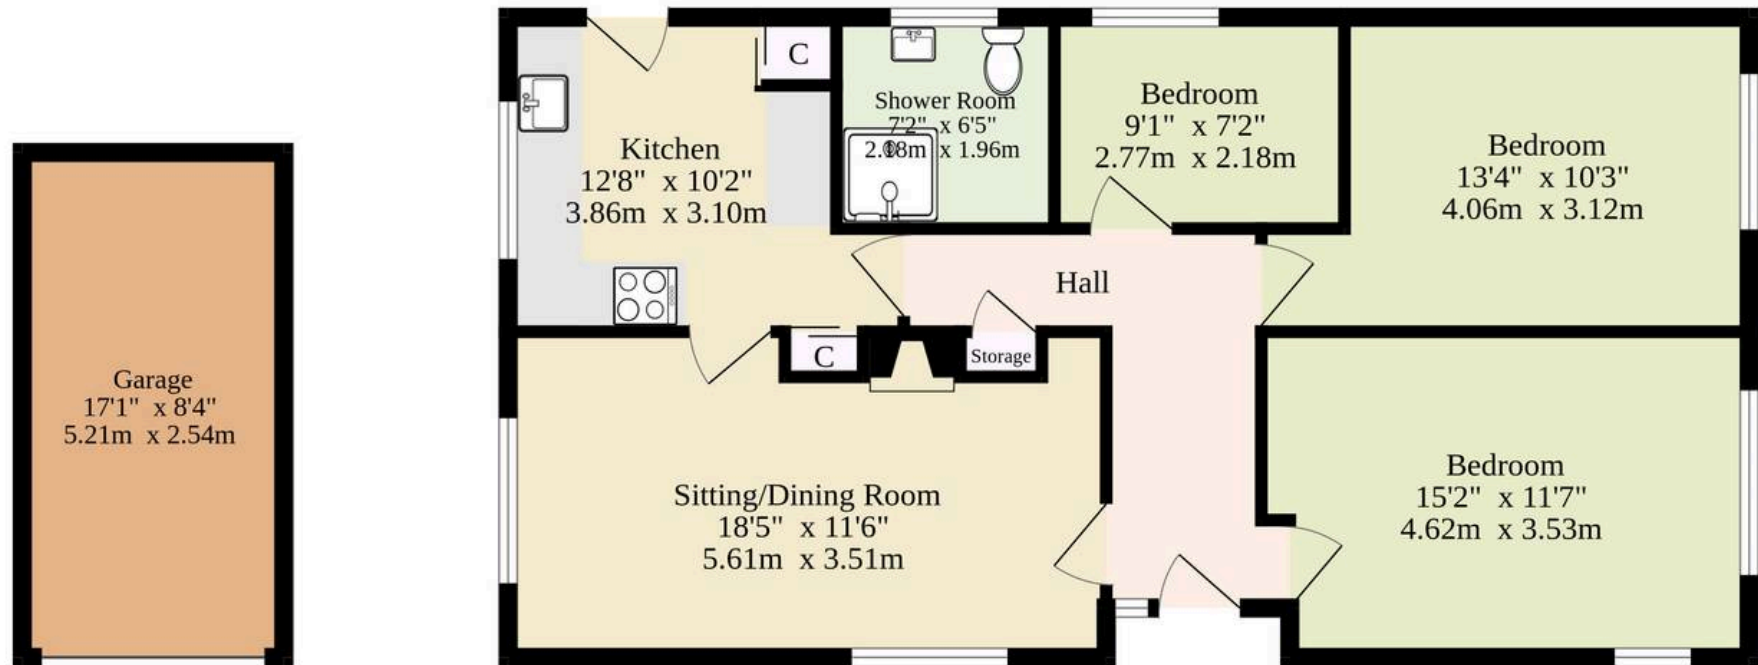 C
Kitchen
12'8" x 10'2"
3.86m x 3.10m
Shower Room
7'2" x 6'5"
2.18m x 1.96m
Bedroom
9'1" x 7'2"
2.77m x 2.18m
Bedroom
13'4" x 10'3"
4.06m x 3.12m
Hall
C
Storage
Garage
17'1" x 8'4"
5.21m x 2.54m
Sitting/Dining Room
18'5" x 11'6"
5.61m x 3.51m
Bedroom
15'2" x 11'7"
4.62m x 3.53m